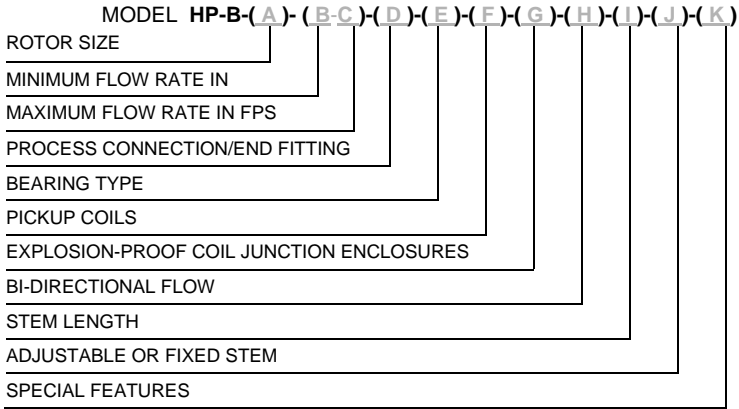 MODEL HP-B-( A )- ( B-C )-( D )-( E )-( F )-( G )-( H )-( I )-( J )-( K )
ROTOR SIZE
MINIMUM FLOW RATE IN
MAXIMUM FLOW RATE IN FPS
PROCESS CONNECTION/END FITTING
BEARING TYPE
PICKUP COILS
EXPLOSION-PROOF COIL JUNCTION ENCLOSURES
BI-DIRECTIONAL FLOW
STEM LENGTH
ADJUSTABLE OR FIXED STEM
SPECIAL FEATURES